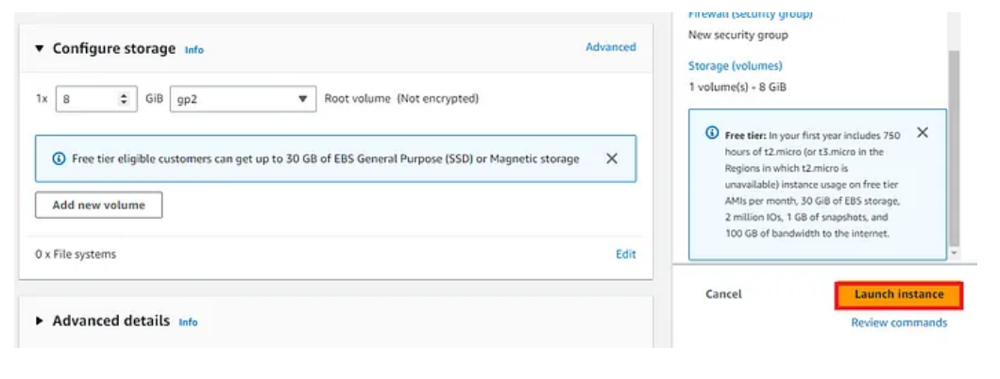 Configure storage Info
Advanced
1x 8 GiB gp2 Root volume (Not encrypted)
Free tier eligible customers can get up to 30 GB of EBS General Purpose (SSD) or Magnetic storage
Add new volume
0 x File systems
Edit
Advanced details Info
Firewall (security group)
New security group
Storage (volumes)
1 volume(s) - 8 GiB
Free tier: In your first year includes 750
hours of t2.micro (or t3.micro in the
Regions in which t2.micro is
unavailable) instance usage on free tier
AMIs per month, 30 GiB of EBS storage,
2 million IOs, 1 GB of snapshots, and
100 GB of bandwidth to the internet.
Cancel
Launch instance
Review commands